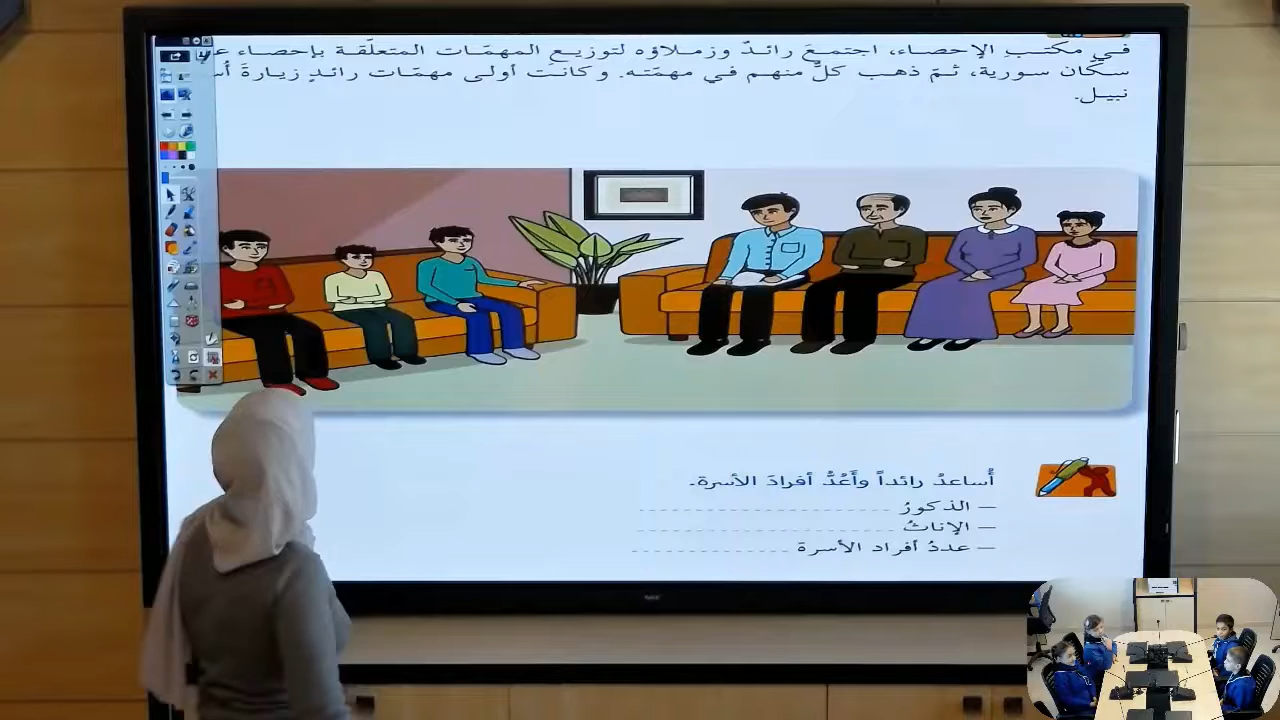 في مكتبِ الإحصاء، اجتمعَ رائدٌ وزملاؤه لتوزيع المهمّات المتعلّقة بإحصاء
سكّان سورية، ثمّ ذهب كلٌّ منهم في مهمّته. وكانت أولى مهمّات رائدٍ زيارةَ
نبيل.
أُساعدُ رائداً وأَعُدُّ أفرادَ الأسرة.
– الذكورُ
– الإناثُ
– عددُ أفراد الأسرة